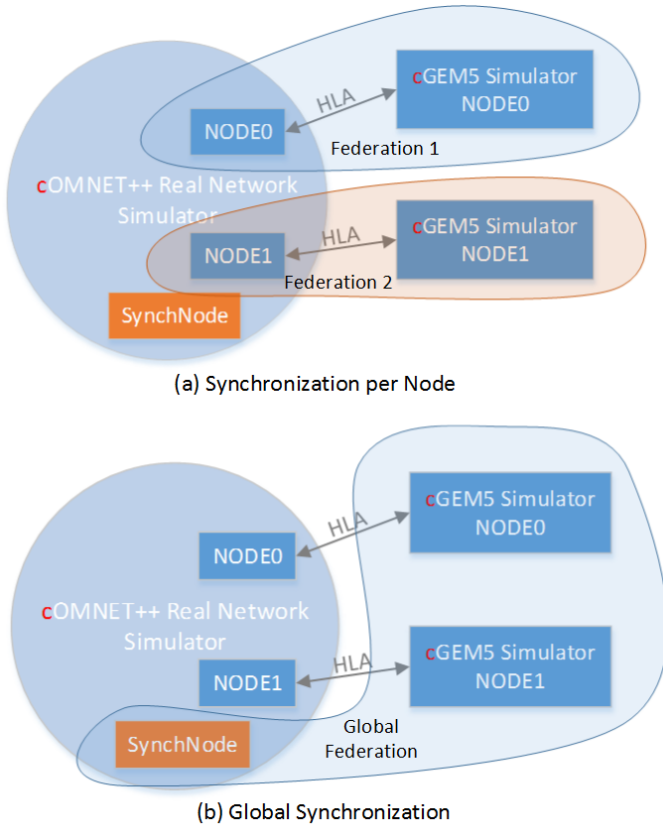 cGEM5 Simulator
NODE0
HLA
NODE0
Federation 1
cOMNET++ Real Network
Simulator
cGEM5 Simulator
NODE1
HLA
NODE1
Federation 2
SynchNode
(a) Synchronization per Node
cGEM5 Simulator
NODE0
HLA
NODE0
cOMNET++ Real Network
Simulator
cGEM5 Simulator
NODE1
HLA
NODE1
Global
Federation
SynchNode
(b) Global Synchronization